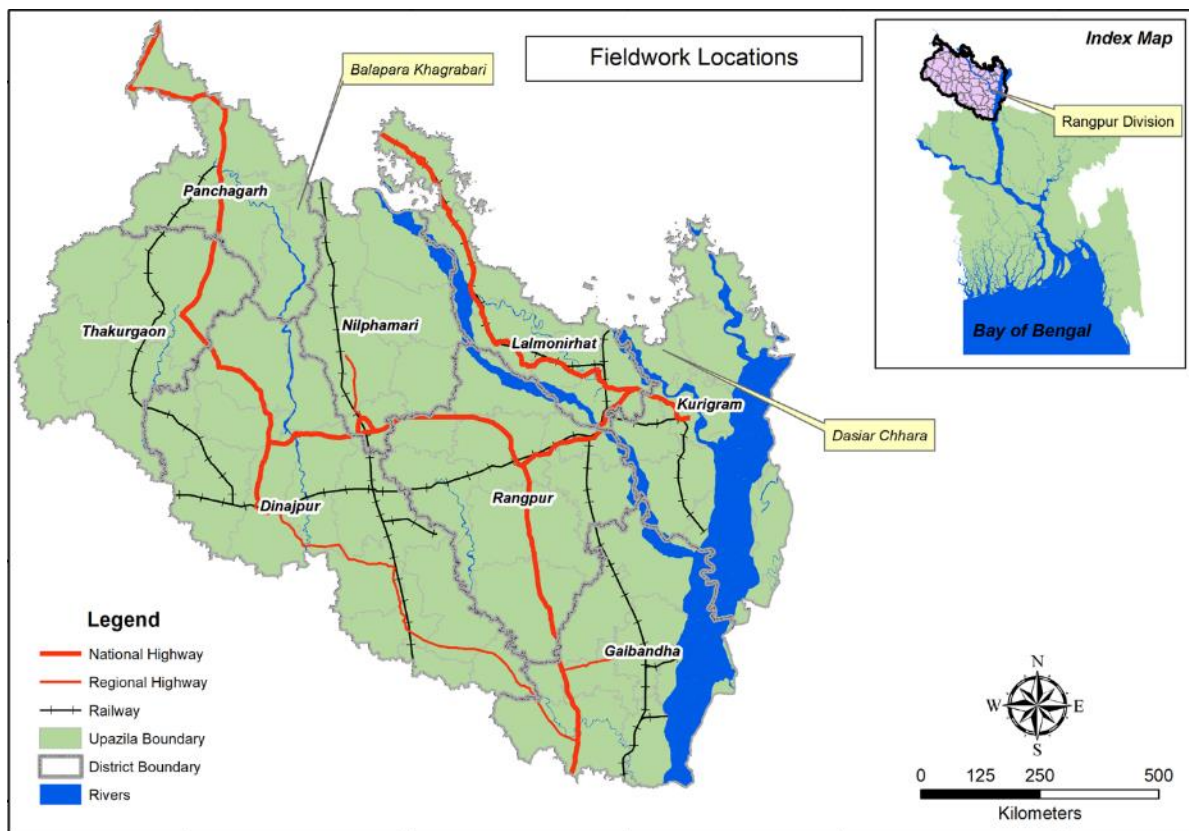 Fieldwork Locations
Index Map
Balapara Khagrabari
Rangpur Division
Panchagarh
Thakurgaon
Nilphamari
Lalmonirhat
Bay of Bengal
Kurigram
Dasiar Chhara
Dinajpur
Rangpur
Gaibandha
Legend
National Highway
Regional Highway
Railway
Upazila Boundary
District Boundary
Rivers
N
W E
S
0 125 250 500
Kilometers